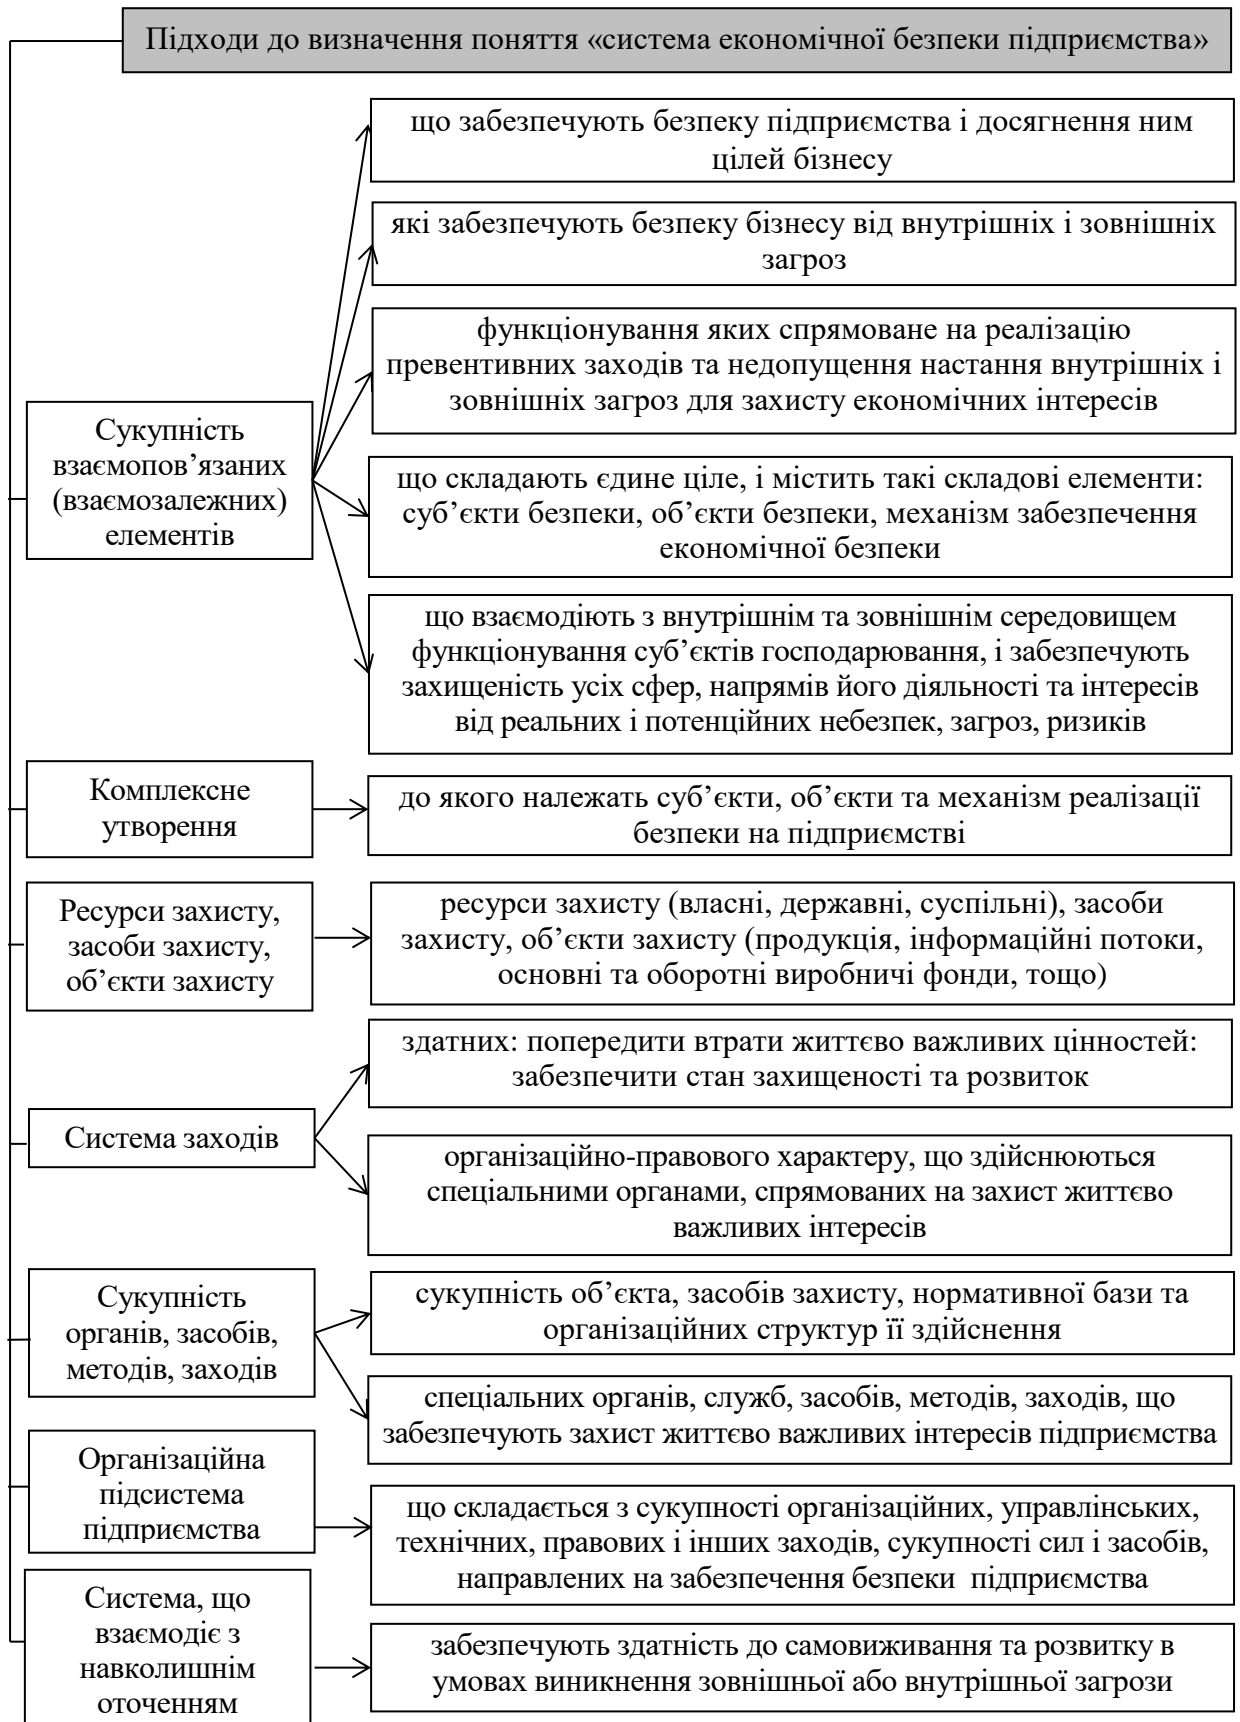 Підходи до визначення поняття «система економічної безпеки підприємства»
що забезпечують безпеку підприємства і досягнення ним
цілей бізнесу
які забезпечують безпеку бізнесу від внутрішніх і зовнішніх
загроз
функціонування яких спрямоване на реалізацію
превентивних заходів та недопущення настання внутрішніх і
зовнішніх загроз для захисту економічних інтересів
Сукупність
взаємопов’язаних
(взаємозалежних)
елементів
що складають єдине ціле, і містить такі складові елементи:
суб’єкти безпеки, об’єкти безпеки, механізм забезпечення
економічної безпеки
що взаємодіють з внутрішнім та зовнішнім середовищем
функціонування суб’єктів господарювання, і забезпечують
захищеність усіх сфер, напрямів його діяльності та інтересів
від реальних і потенційних небезпек, загроз, ризиків
Комплексне
утворення
до якого належать суб’єкти, об’єкти та механізм реалізації
безпеки на підприємстві
Ресурси захисту,
засоби захисту,
об’єкти захисту
ресурси захисту (власні, державні, суспільні), засоби
захисту, об’єкти захисту (продукція, інформаційні потоки,
основні та оборотні виробничі фонди, тощо)
Система заходів
здатних: попередити втрати життєво важливих цінностей:
забезпечити стан захищеності та розвиток
організаційно-правового характеру, що здійснюються
спеціальними органами, спрямованих на захист життєво
важливих інтересів
Сукупність
органів, засобів,
методів, заходів
сукупність об’єкта, засобів захисту, нормативної бази та
організаційних структур її здійснення
спеціальних органів, служб, засобів, методів, заходів, що
забезпечують захист життєво важливих інтересів підприємства
Організаційна
підсистема
підприємства
що складається з сукупності організаційних, управлінських,
технічних, правових і інших заходів, сукупності сил і засобів,
направлених на забезпечення безпеки підприємства
Система, що
взаємодіє з
навколишнім
оточенням
забезпечують здатність до самовиживання та розвитку в
умовах виникнення зовнішньої або внутрішньої загрози